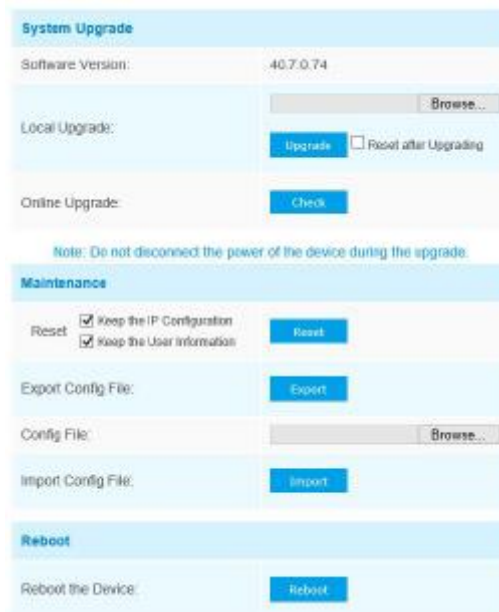 System Upgrade
Software Version: 40.7.0.74
Browse...
Local Upgrade:
Upgrade Reset after Upgrading
Online Upgrade: Check
Note: Do not disconnect the power of the device during the upgrade.
Maintenance
Keep the IP Configuration
Reset Reset
Keep the User Information
Export Config File: Export
Config File: Browse...
Import Config File: Import
Reboot
Reboot the Device: Reboot